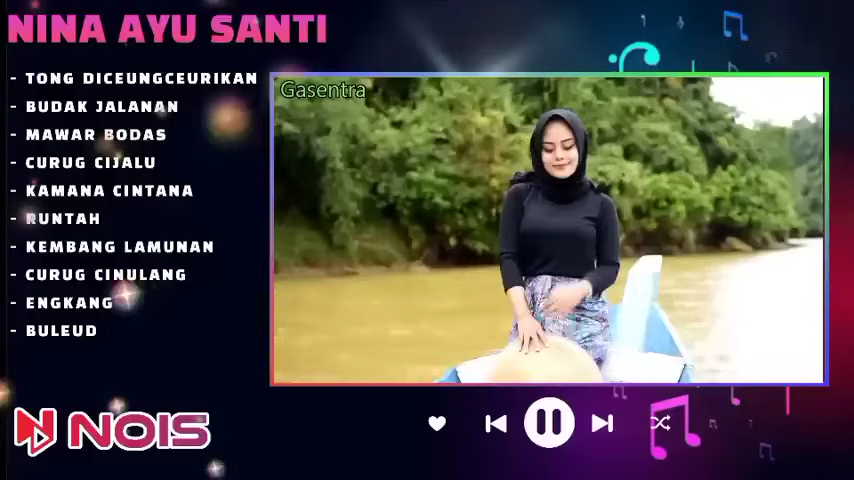 NINA AYU SANTI
- TONG DICEUNGCEURIKAN
- BUDAK JALANAN
- MAWAR BODAS
- CURUG CIJALU
- KAMANA CINTANA
- RUNTAH
- KEMBANG LAMUNAN
- CURUG CINULANG
- ENGKANG
- BULEUD
Gasentra
NOIS